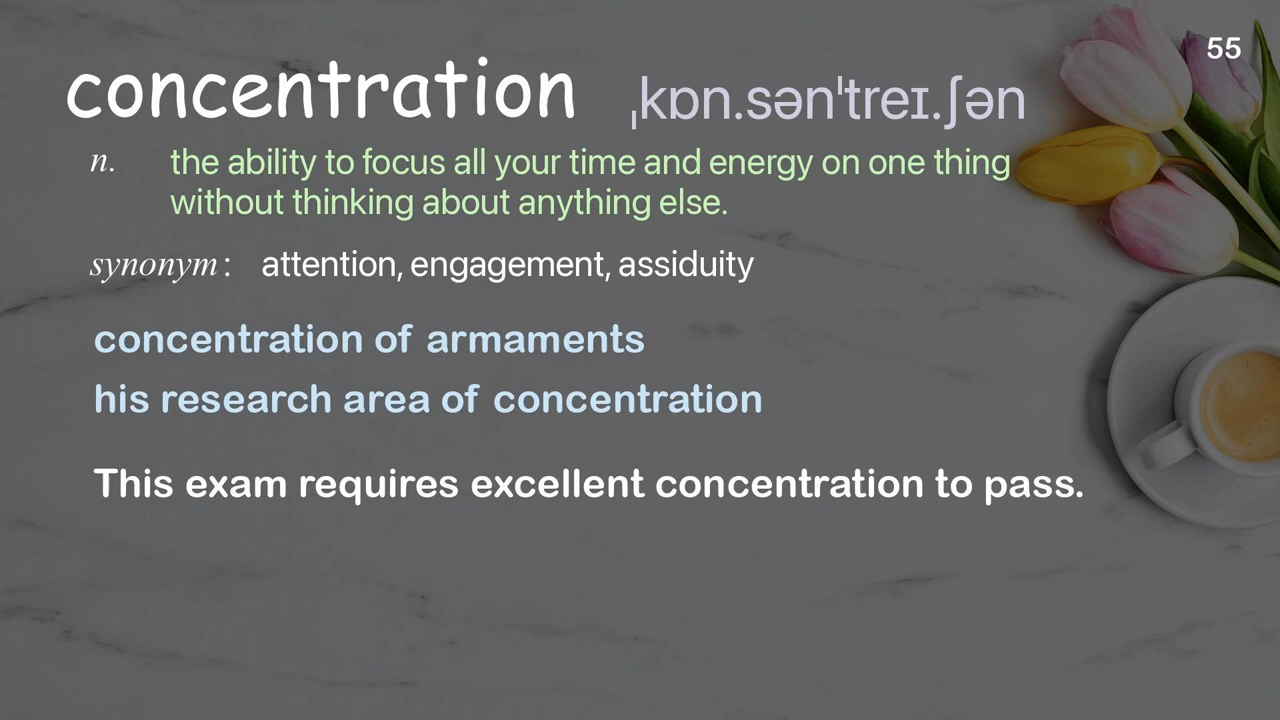 55
concentration ˌkɒn.sənˈtreɪ.ʃən
n. the ability to focus all your time and energy on one thing
without thinking about anything else.
synonym : attention, engagement, assiduity
concentration of armaments
his research area of concentration
This exam requires excellent concentration to pass.